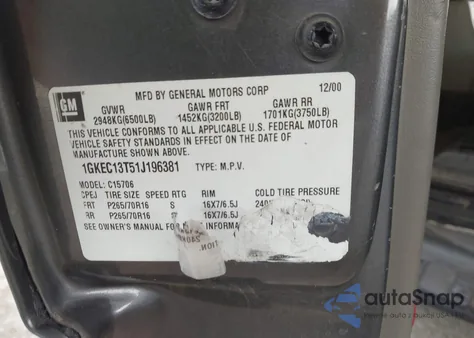 GM
MFD BY GENERAL MOTORS CORP 12/00
GVWR GAWR FRT GAWR RR
2948KG(6500LB) 1452KG(3200LB) 1701KG(3750LB)
THIS VEHICLE CONFORMS TO ALL APPLICABLE U.S. FEDERAL MOTOR
VEHICLE SAFETY STANDARDS IN EFFECT ON THE DATE OF
MANUFACTURE SHOWN ABOVE.
1GKEC13T51J196381 TYPE: M.P.V.
MODEL: C15706
CPEJ TIRE SIZE SPEED RTG RIM COLD TIRE PRESSURE
FRT P265/70R16 S 16X7/6.5J
RR P265/70R16 S 16X7/6.5J
SEE OWNER'S MANUAL FOR
autaSnap